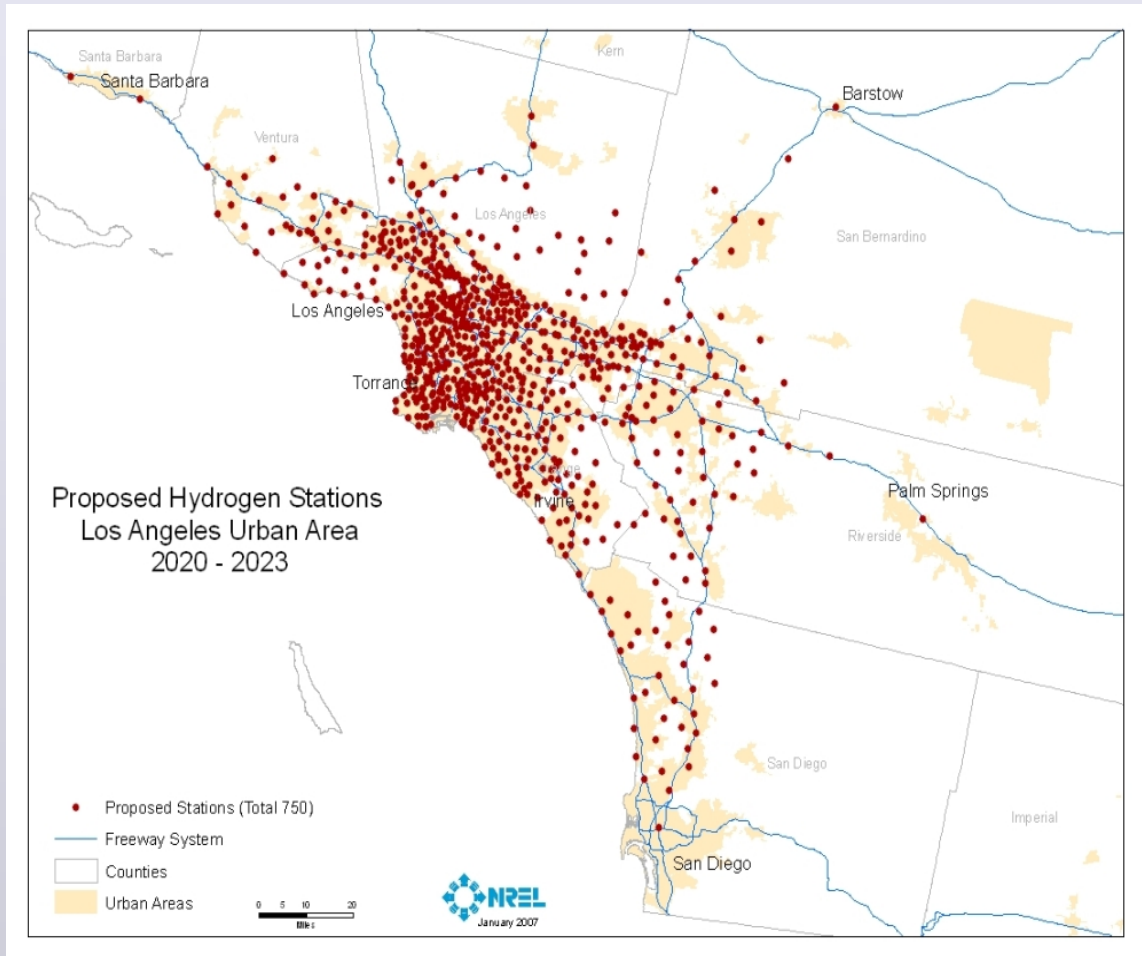 Santa Barbara
Santa Barbara
Kern
Barstow
Ventura
Los Angeles
San Bernardino
Los Angeles
Torrance
Orange
Irvine
Palm Springs
Riverside
Proposed Hydrogen Stations
Los Angeles Urban Area
2020 - 2023
San Diego
Imperial
San Diego
Proposed Stations (Total 750)
Freeway System
Counties
Urban Areas
0 5 10 20
Miles
NREL
January 2007